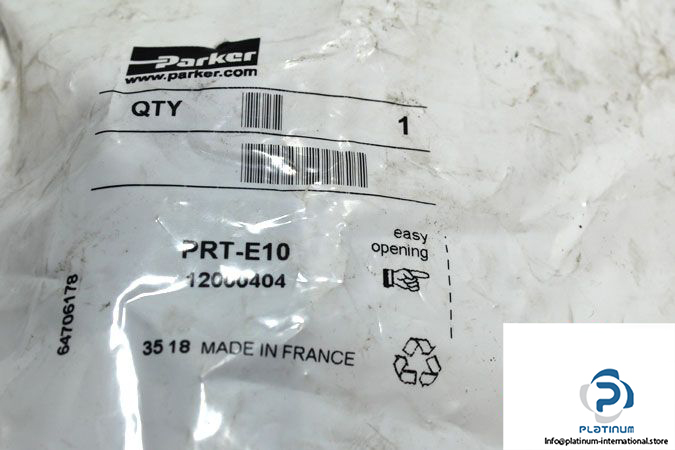 Parker
www.parker.com
QTY
1
PRT-E10
12000404
easy
opening
64706178
35 18 MADE IN FRANCE
PLATINUM
Info@platinum-international.store